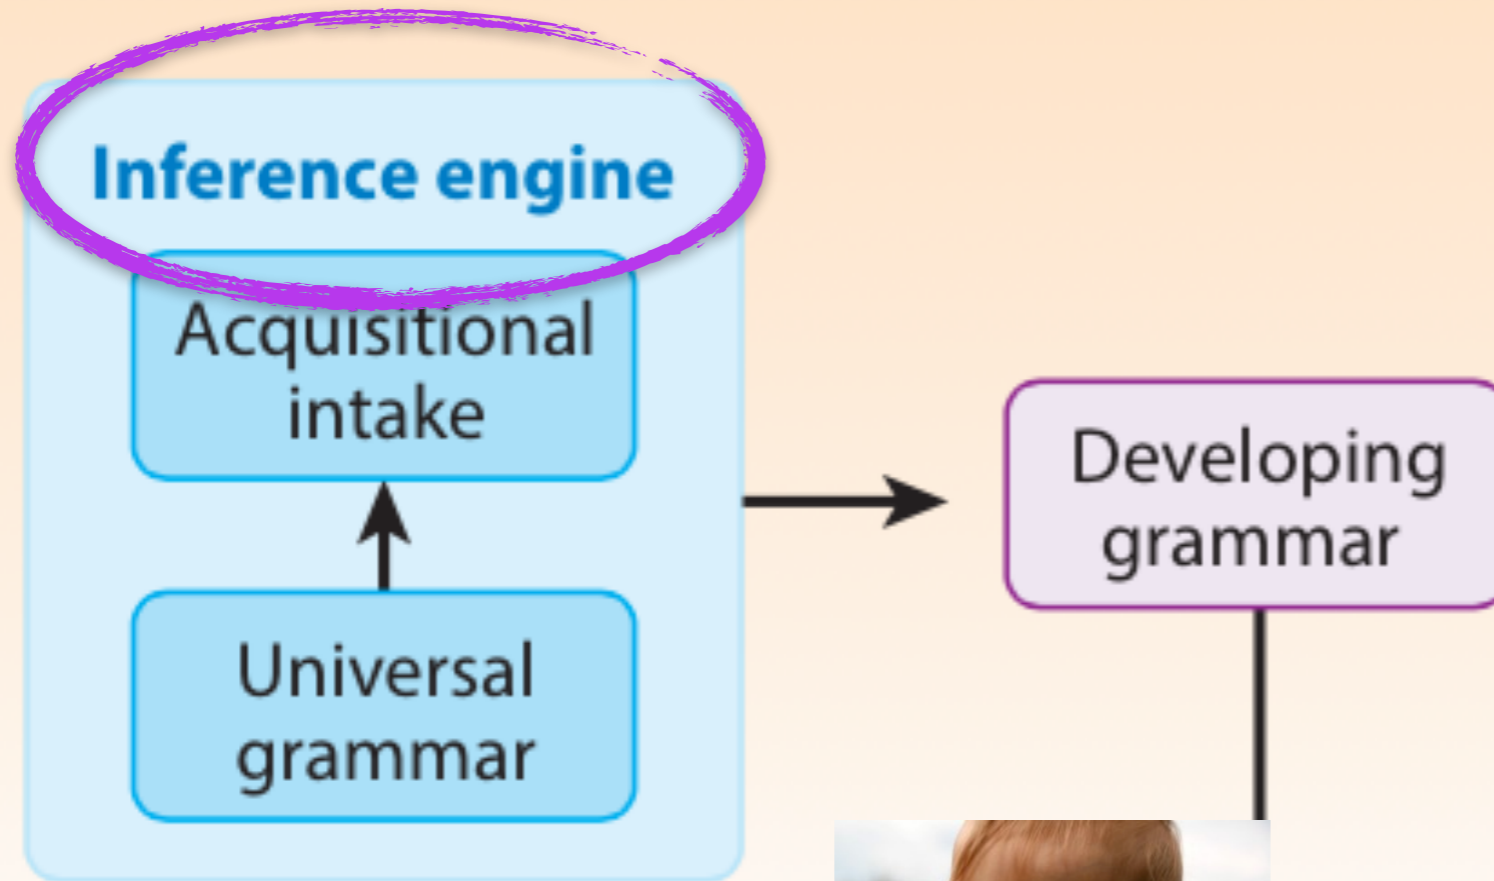 Inference engine
Acquisitional
intake
Developing
grammar
Universal
grammar